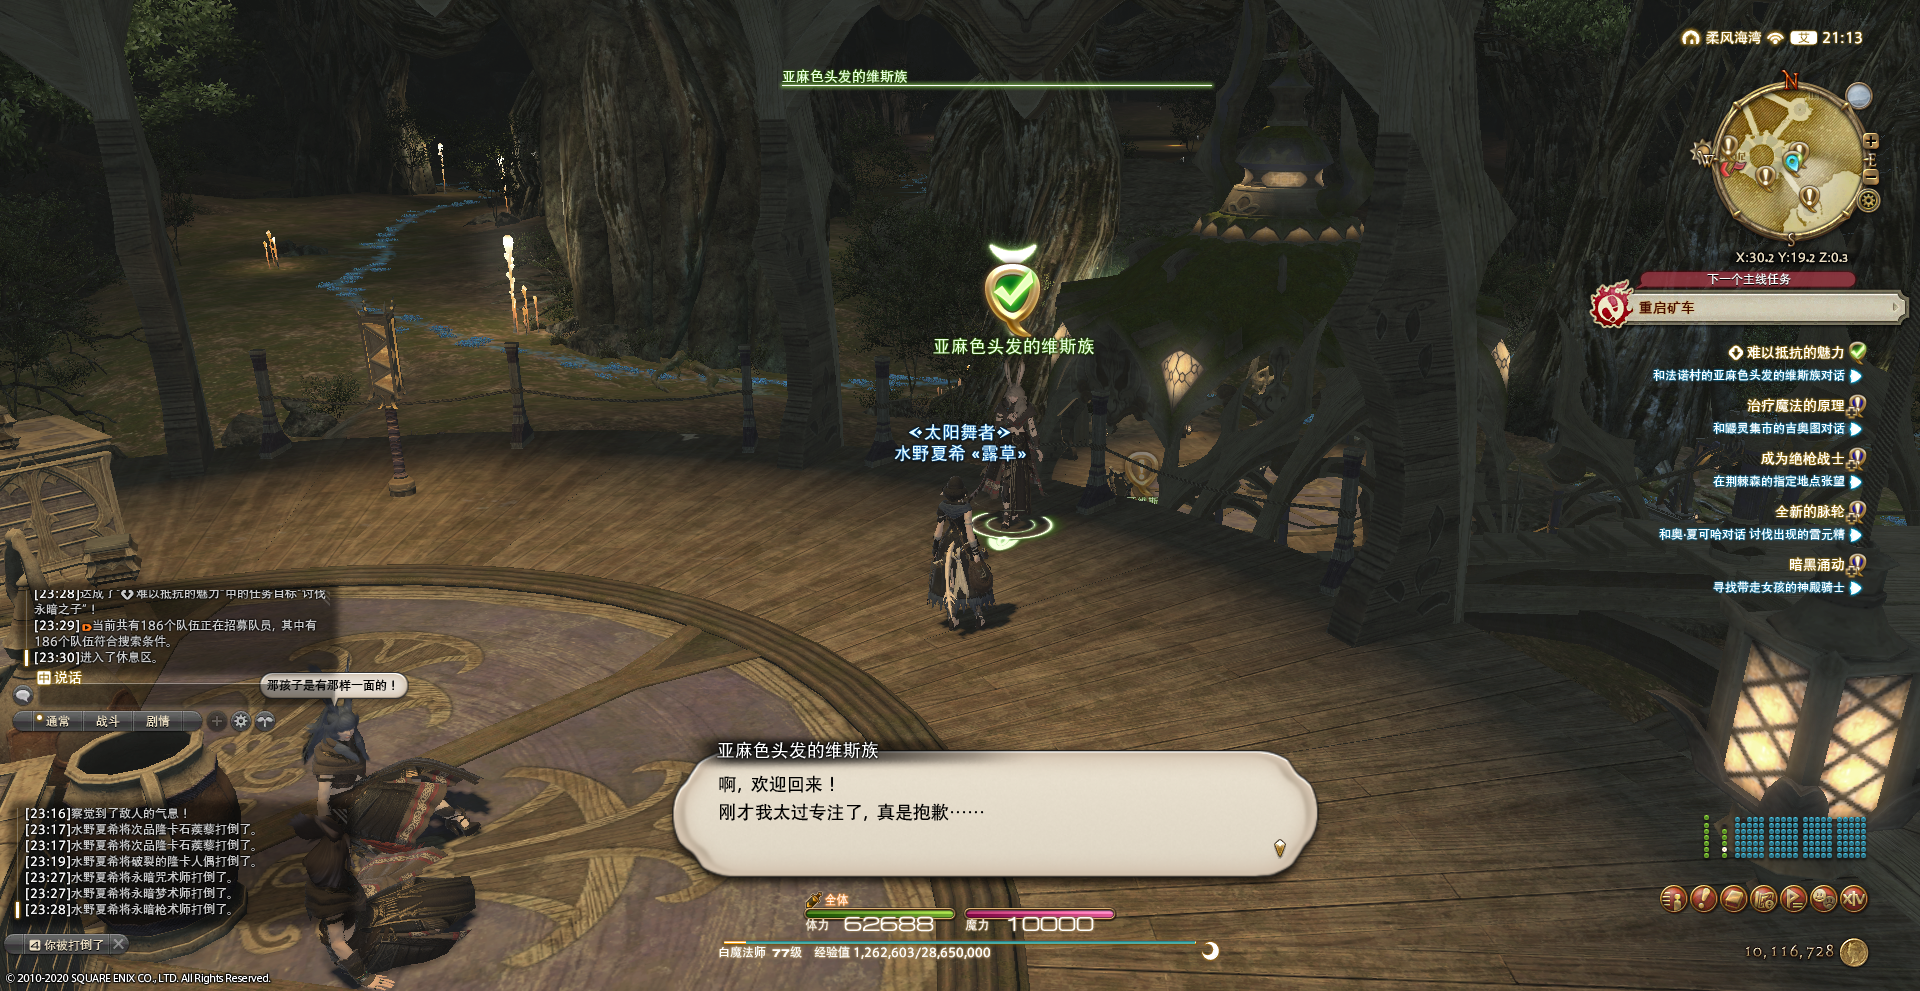 柔风海湾 艾 21:13
亚麻色头发的维斯族
N
W
E
S
X:30.2 Y:19.2 Z:0.3
下一个主线任务
重启矿车
难以抵抗的魅力
和法诺村的亚麻色头发的维斯族对话
治疗魔法的原理
和鼹灵集市的吉奥图对话
成为绝枪战士
在荆棘森的指定地点张望
全新的脉轮
和奥·夏可哈对话 讨伐出现的雷元精
暗黑涌动
寻找带走女孩的神殿骑士
亚麻色头发的维斯族
<太阳舞者>
水野夏希 «露草»
[23:28]达成了“难以抵抗的魅力”中的任务目标“讨伐
永暗之子”！
[23:29]当前共有186个队伍正在招募队员, 其中有
186个队伍符合搜索条件。
[23:30]进入了休息区。
说话
那孩子是有那样一面的！
通常 战斗 剧情
[23:16]察觉到了敌人的气息！
[23:17]水野夏希将次品隆卡石蒺藜打倒了。
[23:17]水野夏希将次品隆卡石蒺藜打倒了。
[23:19]水野夏希将破裂的隆卡人偶打倒了。
[23:27]水野夏希将永暗咒术师打倒了。
[23:27]水野夏希将永暗梦术师打倒了。
[23:28]水野夏希将永暗枪术师打倒了。
4 你被打倒了
© 2010-2020 SQUARE ENIX CO., LTD. All Rights Reserved.
亚麻色头发的维斯族
啊, 欢迎回来！
刚才我太过专注了, 真是抱歉……
全体
体力 62688 魔力 10000
白魔法师 77级 经验值 1,262,603/28,650,000
XIV
10,116,728